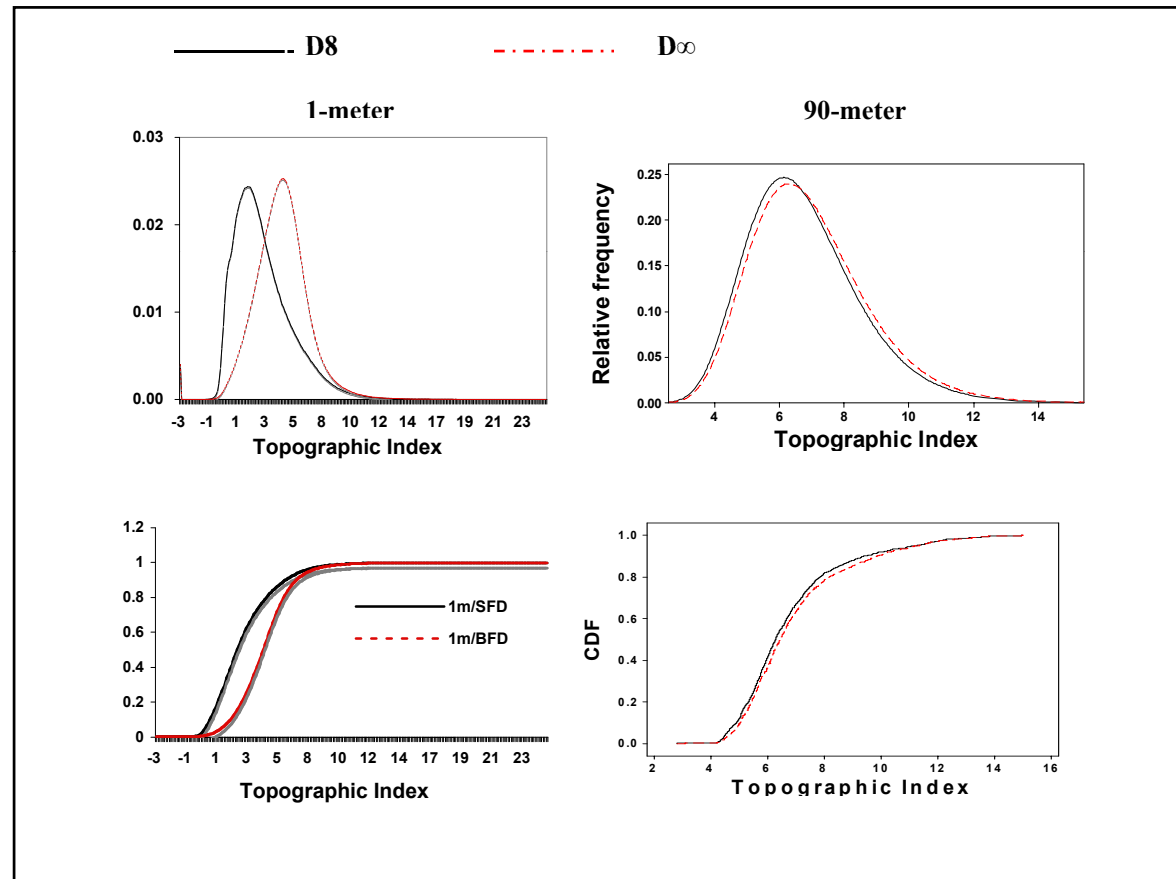 D8
D∞
1-meter
90-meter
0.03
0.02
0.01
0.00
-3 -1 1 3 5 8 10 12 14 17 19 21 23
Topographic Index
Relative frequency
0.25
0.20
0.15
0.10
0.05
0.00
4 6 8 10 12 14
Topographic Index
1.2
1
0.8
0.6
0.4
0.2
0
-3 -1 1 3 5 8 10 12 14 17 19 21 23
Topographic Index
1m/SFD
1m/BFD
CDF
1.0
0.8
0.6
0.4
0.2
0.0
2 4 6 8 10 12 14 16
Topographic Index